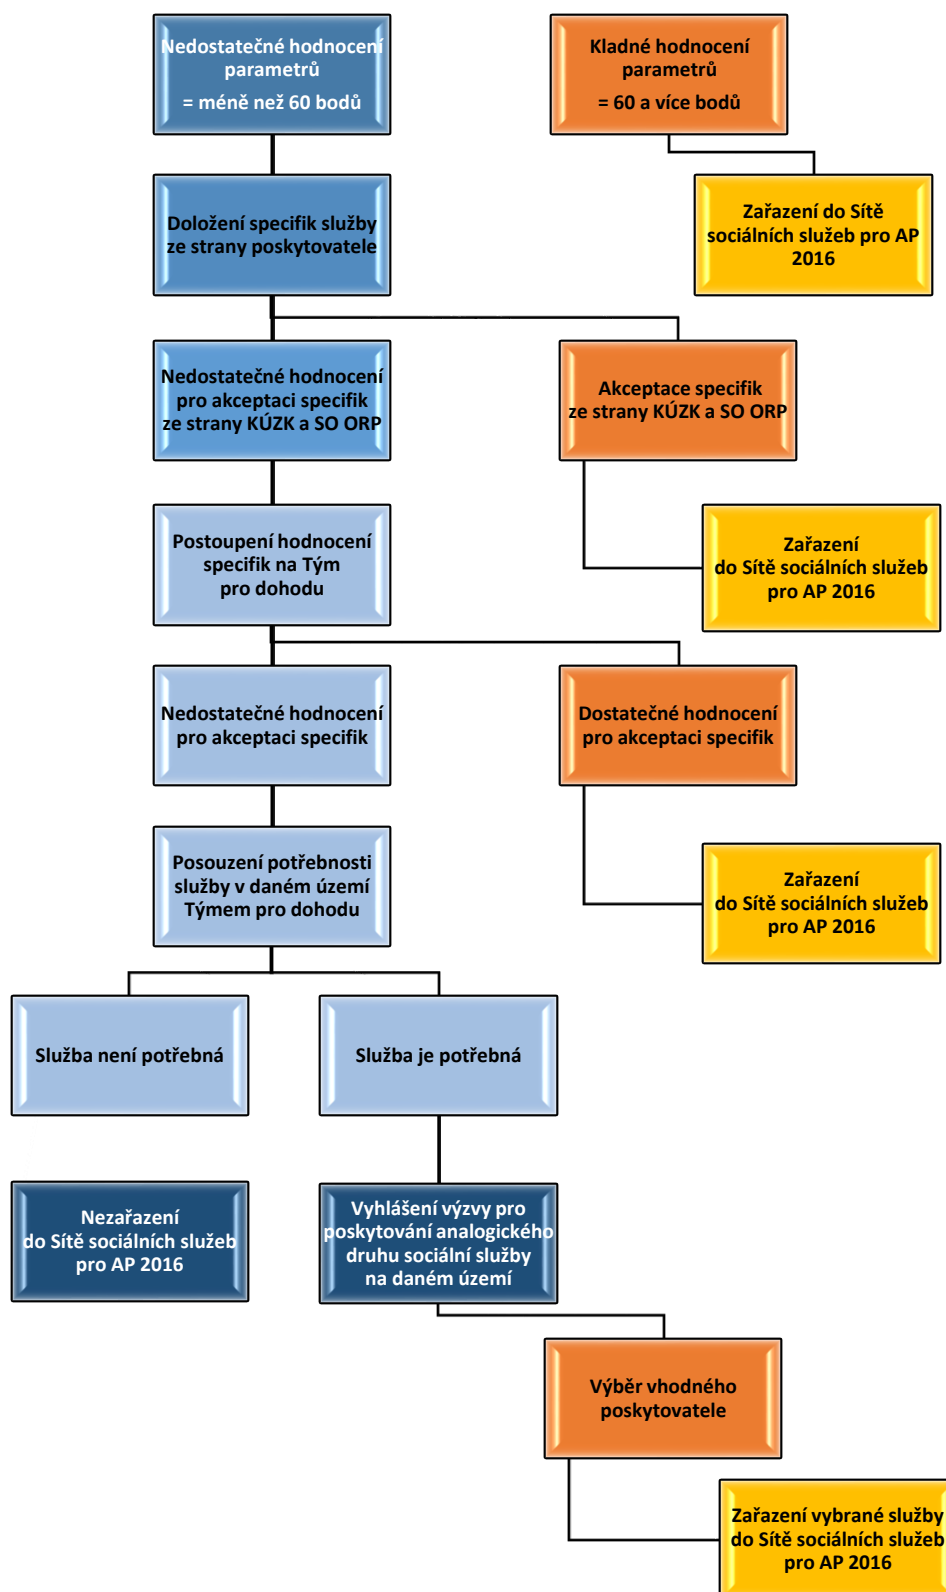 Nedostatečné hodnocení
parametrů
= méně než 60 bodů
Kladné hodnocení
parametrů
= 60 a více bodů
Doložení specifik služby
ze strany poskytovatele
Zařazení do Sítě
sociálních služeb pro AP
2016
Nedostatečné hodnocení
pro akceptaci specifik
ze strany KÚZK a SO ORP
Akceptace specifik
ze strany KÚZK a SO ORP
Postoupení hodnocení
specifik na Tým
pro dohodu
Zařazení
do Sítě sociálních služeb
pro AP 2016
Nedostatečné hodnocení
pro akceptaci specifik
Dostatečné hodnocení
pro akceptaci specifik
Posouzení potřebnosti
služby v daném území
Týmem pro dohodu
Zařazení
do Sítě sociálních služeb
pro AP 2016
Služba není potřebná
Služba je potřebná
Nezařazení
do Sítě sociálních služeb
pro AP 2016
Vyhlášení výzvy pro
poskytování analogického
druhu sociální služby
na daném území
Výběr vhodného
poskytovatele
Zařazení vybrané služby
do Sítě sociálních služeb
pro AP 2016